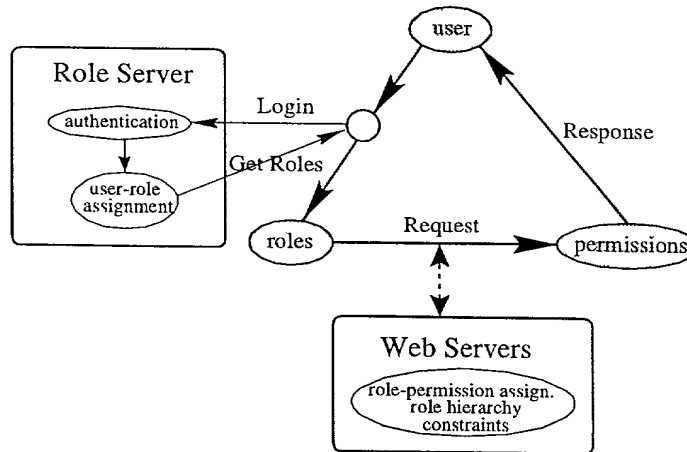 user
Role Server
Login
authentication
Response
Get Roles
user-role
assignment
Request
roles
permissions
Web Servers
role-permission assign.
role hierarchy
constraints